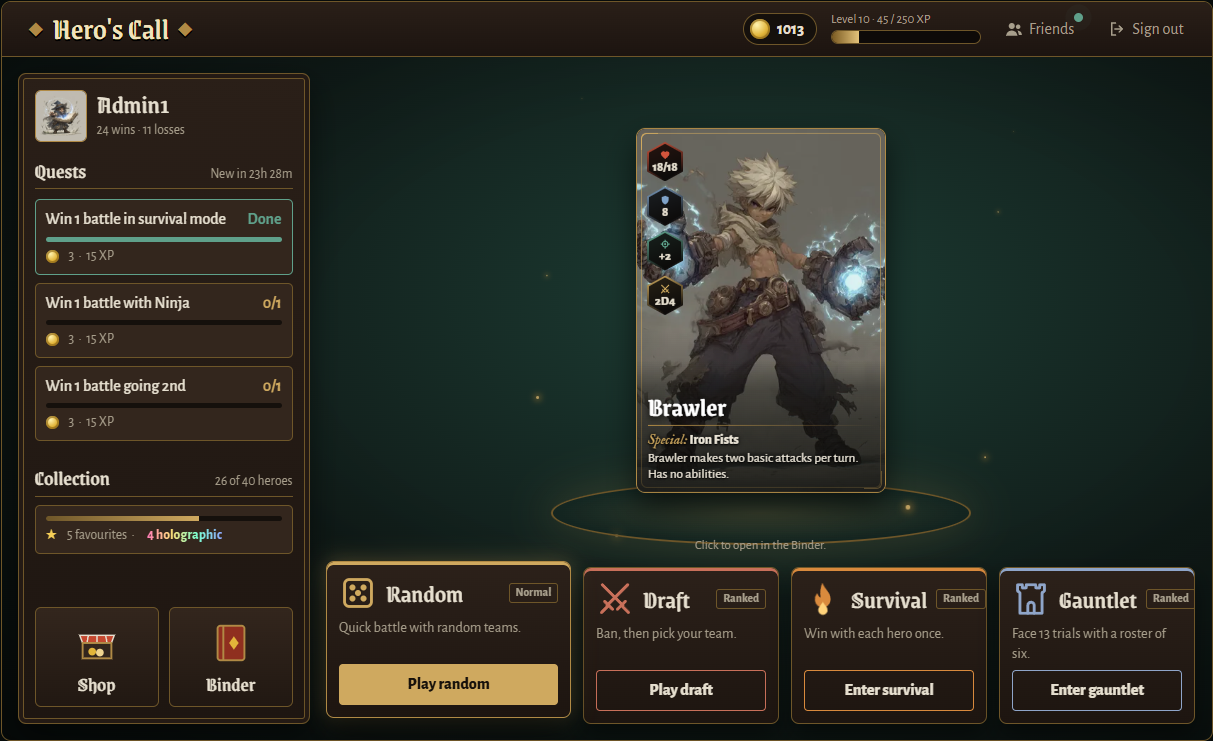 Hero's Call
1013
Level 10 · 45 / 250 XP
Friends
Sign out
Admin1
24 wins · 11 losses
Quests
New in 23h 28m
Win 1 battle in survival mode
Done
3 · 15 XP
Win 1 battle with Ninja
0/1
3 · 15 XP
Win 1 battle going 2nd
0/1
3 · 15 XP
Collection
26 of 40 heroes
5 favourites ·
4 holographic
Shop
Binder
18/18
8
+2
2D4
Brawler
Special: Iron Fists
Brawler makes two basic attacks per turn.
Has no abilities.
Click to open in the Binder.
Random
Normal
Quick battle with random teams.
Play random
Draft
Ranked
Ban, then pick your team.
Play draft
Survival
Ranked
Win with each hero once.
Enter survival
Gauntlet
Ranked
Face 13 trials with a roster of
six.
Enter gauntlet